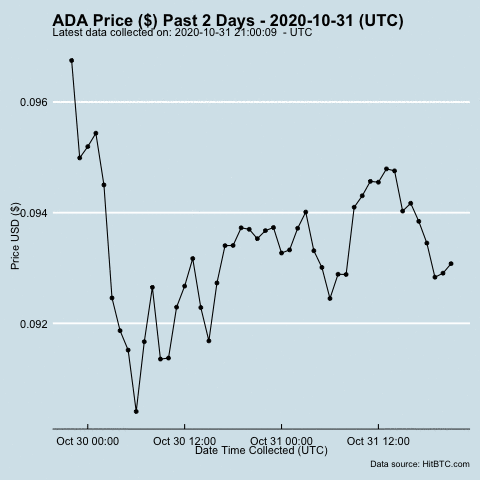 ADA Price ($) Past 2 Days - 2020-10-31 (UTC)
Latest data collected on: 2020-10-31 21:00:09  - UTC
0.096
0.094
0.092
Price USD ($)
Oct 30 00:00 Oct 30 12:00 Oct 31 00:00 Oct 31 12:00
Date Time Collected (UTC)
Data source: HitBTC.com